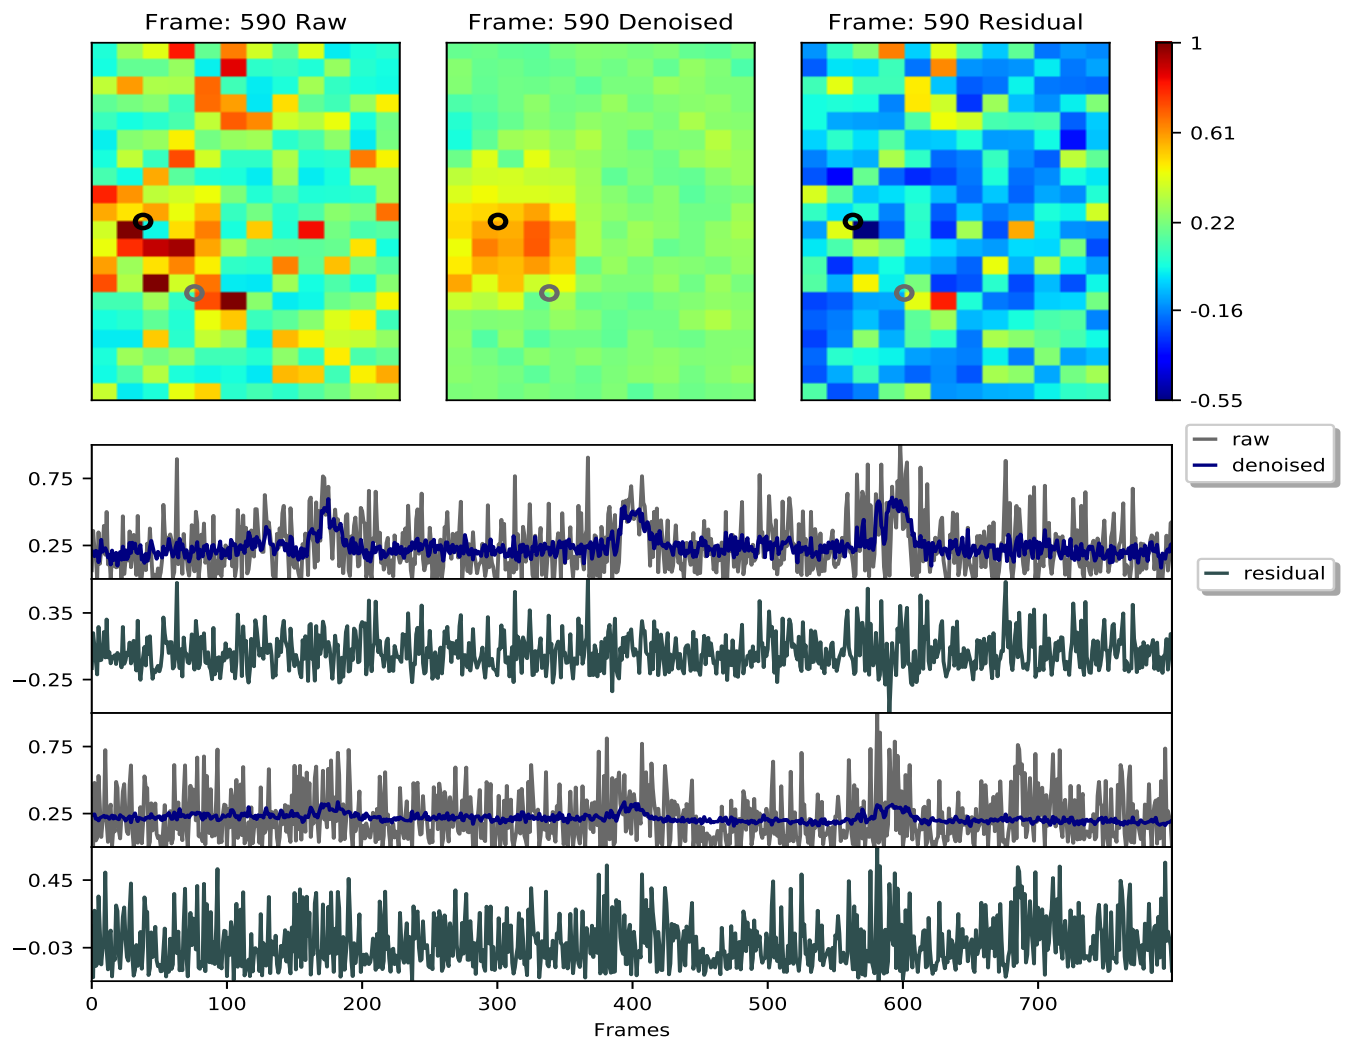 Frame: 590 Raw
Frame: 590 Denoised
Frame: 590 Residual
1
0.61
0.22
-0.16
-0.55
raw
denoised
0.75
0.25
residual
0.35
−0.25
0.75
0.25
0.45
−0.03
0 100 200 300 400 500 600 700
Frames